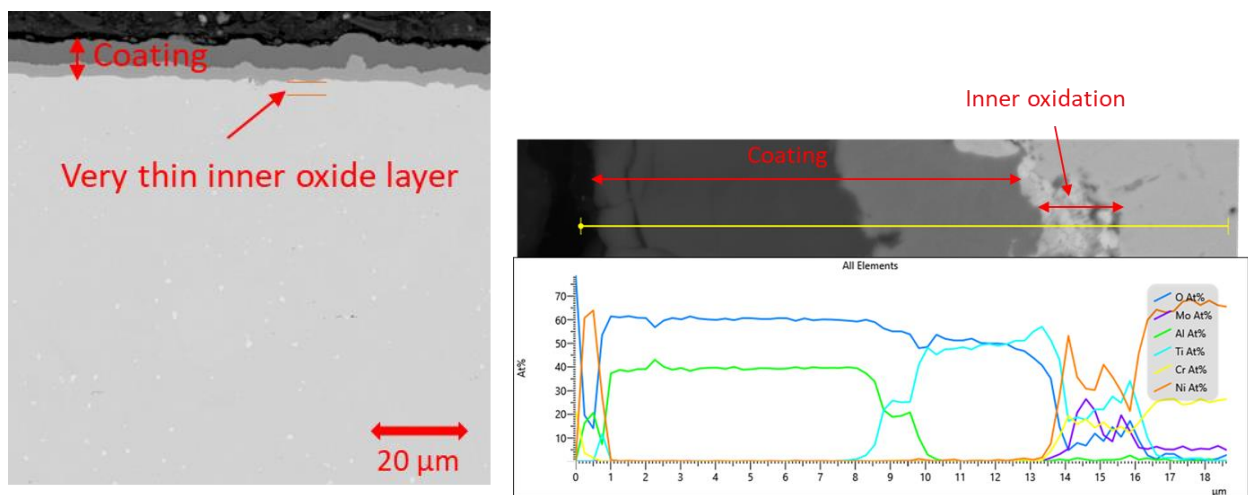 Coating
Very thin inner oxide layer
20 μm
Inner oxidation
Coating
All Elements
At%
70
60
50
40
30
20
10
O At%
Mo At%
Al At%
Ti At%
Cr At%
Ni At%
0 1 2 3 4 5 6 7 8 9 10 11 12 13 14 15 16 17 18
μm